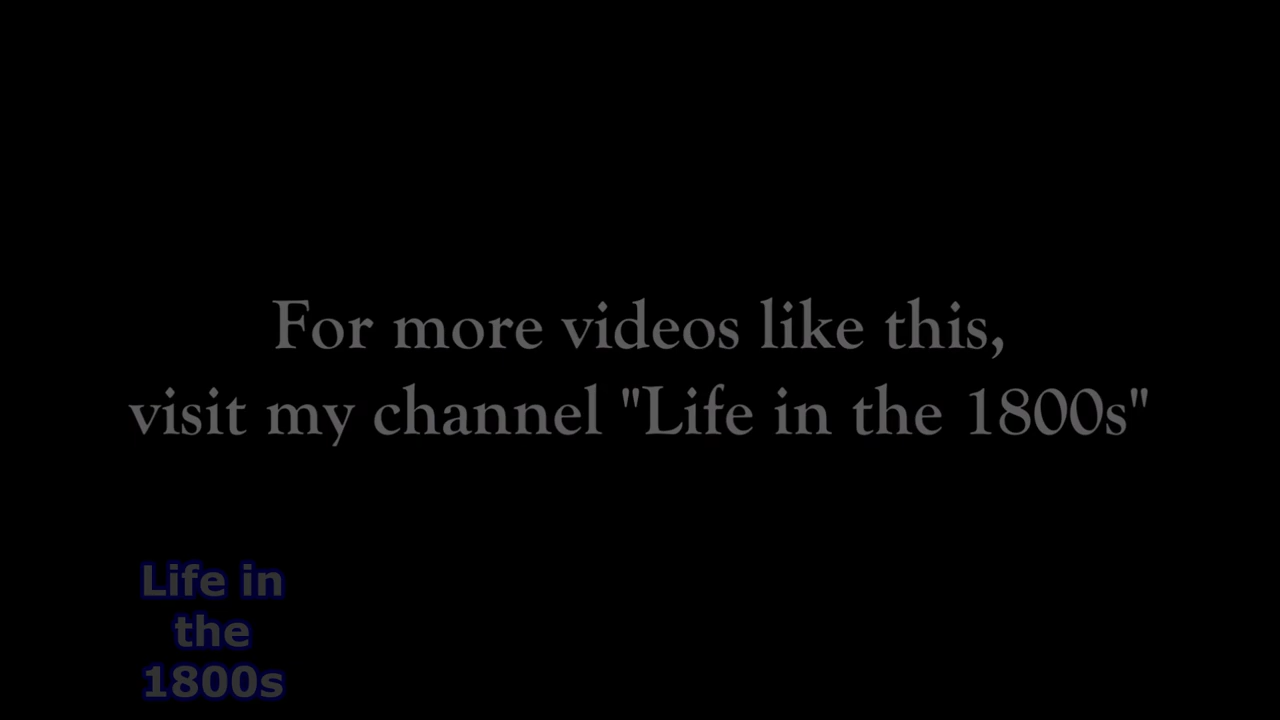 For more videos like this,
visit my channel "Life in the 1800s"
Life in
the
1800s